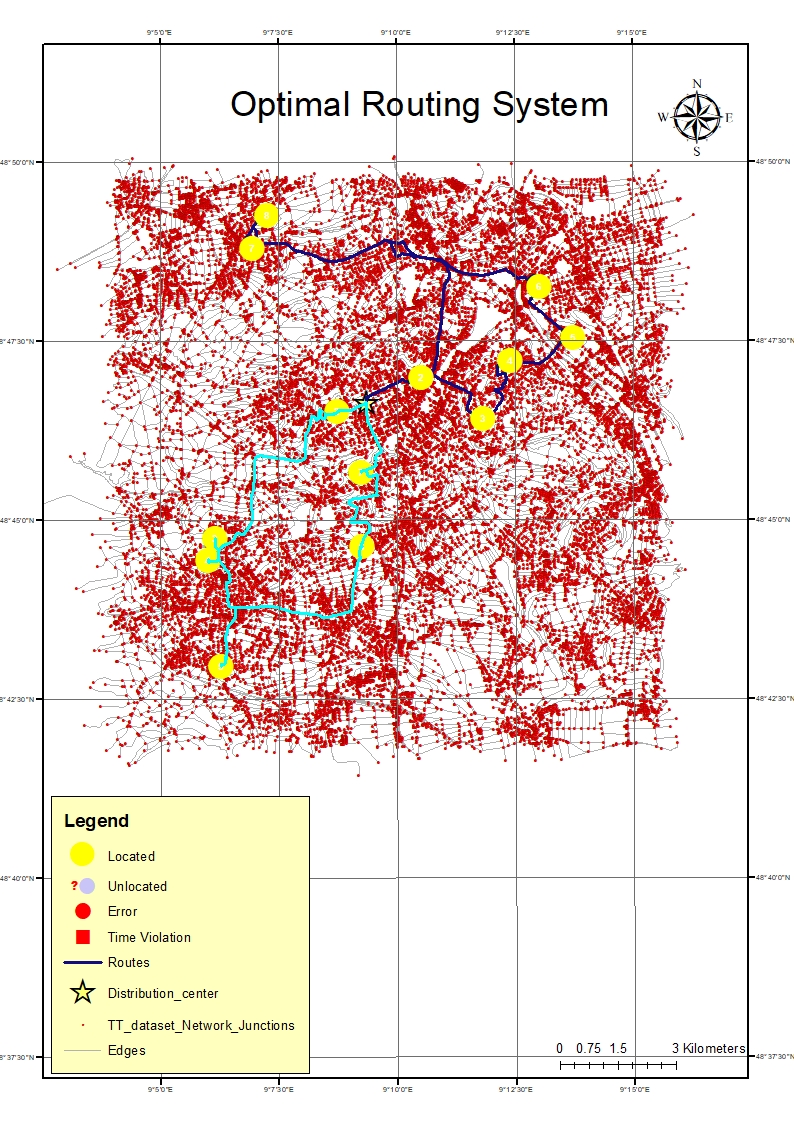 9°5'0"E 9°7'30"E 9°10'0"E 9°12'30"E 9°15'0"E
Optimal Routing System
N
W E
S
48°50'0"N 48°50'0"N
48°47'30"N 48°47'30"N
48°45'0"N 48°45'0"N
48°42'30"N 48°42'30"N
Legend
Located
48°40'0"N 48°40'0"N
? Unlocated
Error
Time Violation
Routes
Distribution_center
TT_dataset_Network_Junctions
Edges
0 0.75 1.5 3 Kilometers
48°37'30"N 48°37'30"N
9°5'0"E 9°7'30"E 9°10'0"E 9°12'30"E 9°15'0"E